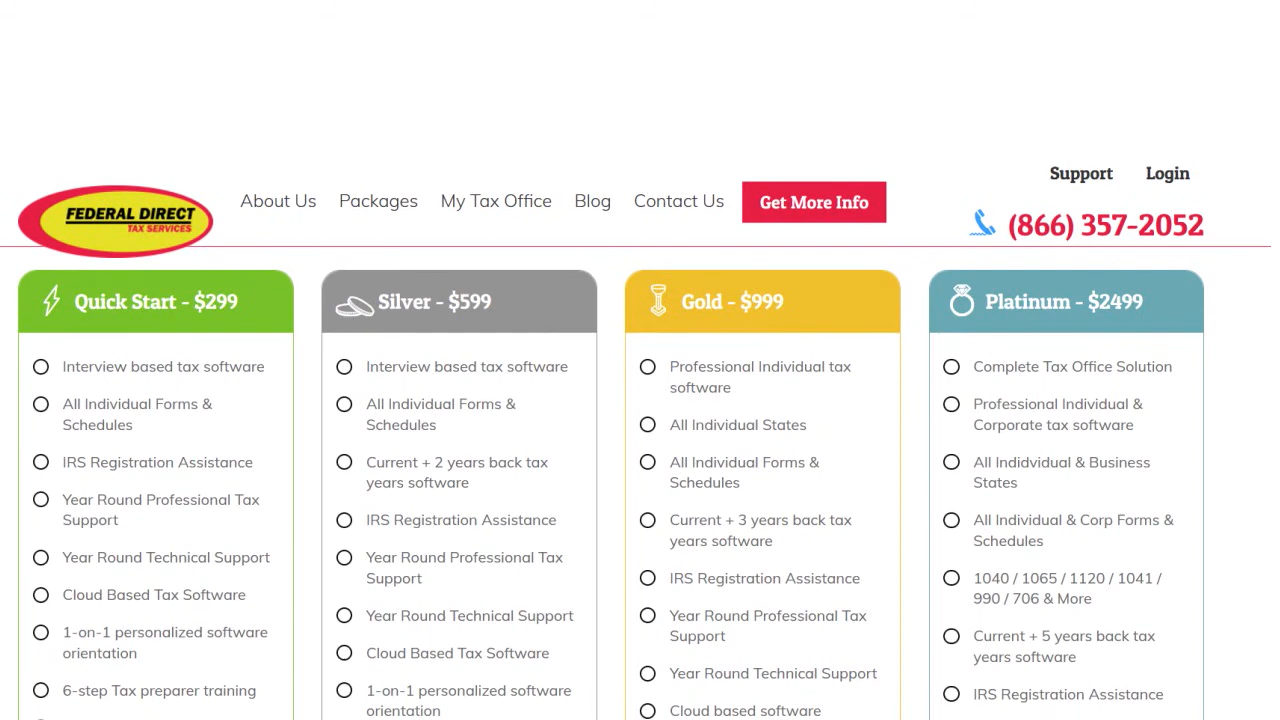 Support Login
FEDERAL DIRECT
TAX SERVICES
About Us Packages My Tax Office Blog Contact Us Get More Info
(866) 357-2052
Quick Start - $299
Interview based tax software
All Individual Forms &
Schedules
IRS Registration Assistance
Year Round Professional Tax
Support
Year Round Technical Support
Cloud Based Tax Software
1-on-1 personalized software
orientation
6-step Tax preparer training
Silver - $599
Interview based tax software
All Individual Forms &
Schedules
Current + 2 years back tax
years software
IRS Registration Assistance
Year Round Professional Tax
Support
Year Round Technical Support
Cloud Based Tax Software
1-on-1 personalized software
orientation
Gold - $999
Professional Individual tax
software
All Individual States
All Individual Forms &
Schedules
Current + 3 years back tax
years software
IRS Registration Assistance
Year Round Professional Tax
Support
Year Round Technical Support
Cloud based software
Platinum - $2499
Complete Tax Office Solution
Professional Individual &
Corporate tax software
All Indidvidual & Business
States
All Individual & Corp Forms &
Schedules
1040 / 1065 / 1120 / 1041 /
990 / 706 & More
Current + 5 years back tax
years software
IRS Registration Assistance